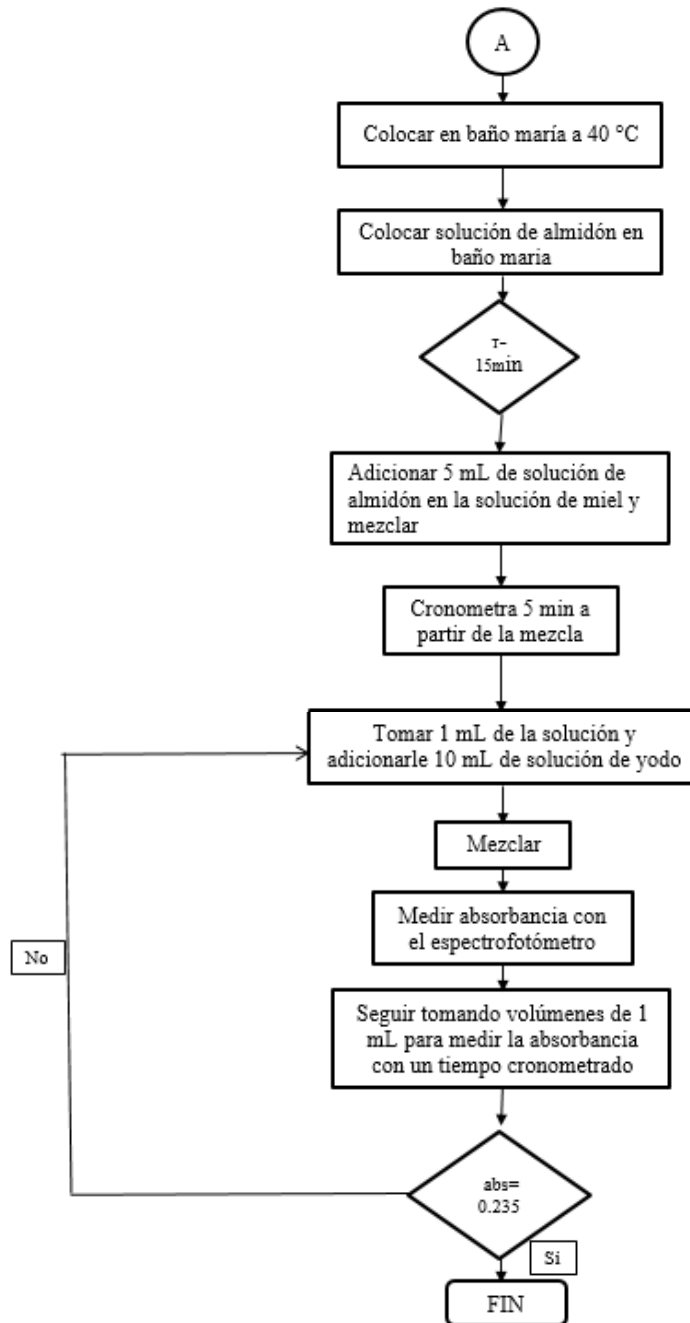 A
Colocar en baño maría a 40 °C
Colocar solución de almidón en
baño maria
T=
15min
Adicionar 5 mL de solución de
almidón en la solución de miel y
mezclar
Cronometra 5 min a
partir de la mezcla
Tomar 1 mL de la solución y
adicionarle 10 mL de solución de yodo
Mezclar
Medir absorbancia con
el espectrofotómetro
No
Seguir tomando volúmenes de 1
mL para medir la absorbancia
con un tiempo cronometrado
abs=
0.235
Si
FIN